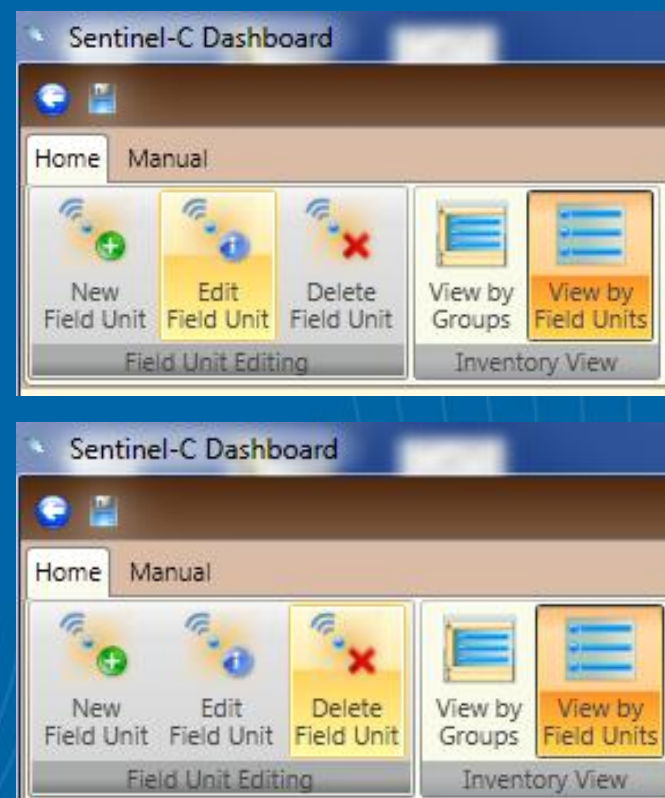 Sentinel-C Dashboard
Home Manual
New Field Unit
Edit Field Unit
Delete Field Unit
View by Groups
View by Field Units
Field Unit Editing
Inventory View
Sentinel-C Dashboard
Home Manual
New Field Unit
Edit Field Unit
Delete Field Unit
View by Groups
View by Field Units
Field Unit Editing
Inventory View